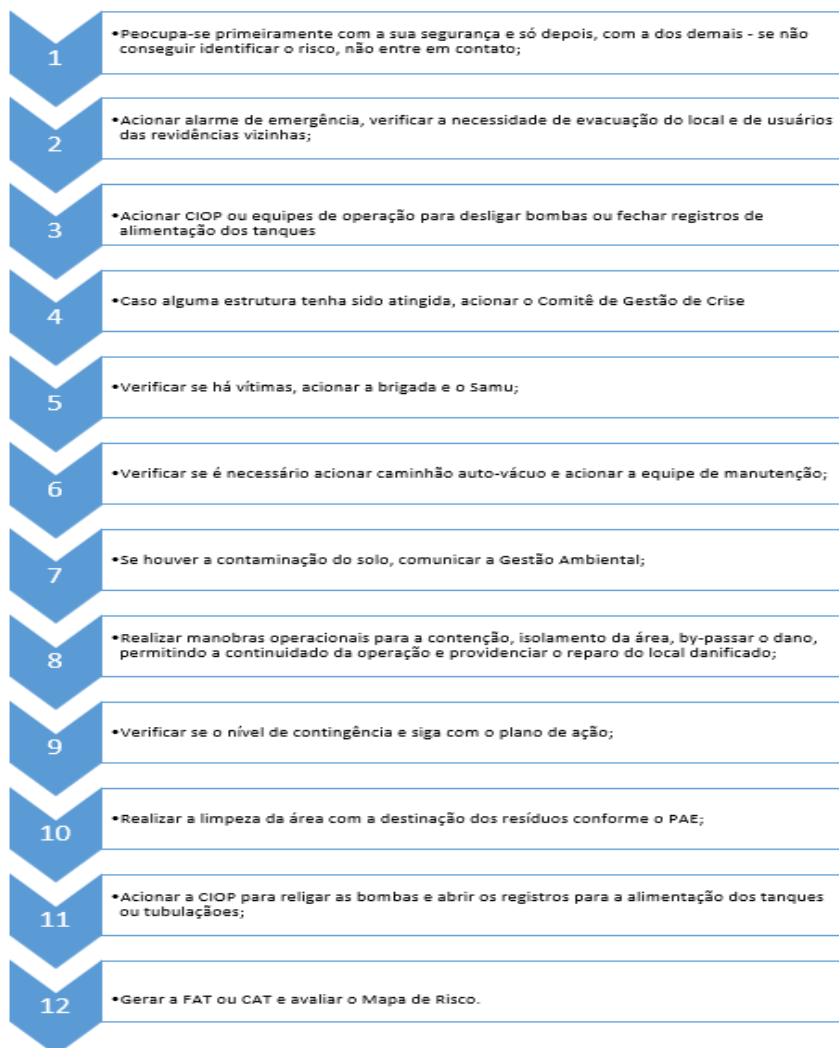 1
•Peocupa-se primeiramente com a sua segurança e só depois, com a dos demais - se não
conseguir identificar o risco, não entre em contato;
2
•Acionar alarme de emergência, verificar a necessidade de evacuação do local e de usuários
das revidências vizinhas;
3
•Acionar CIOP ou equipes de operação para desligar bombas ou fechar registros de
alimentação dos tanques
4
•Caso alguma estrutura tenha sido atingida, acionar o Comitê de Gestão de Crise
5
•Verificar se há vítimas, acionar a brigada e o Samu;
6
•Verificar se é necessário acionar caminhão auto-vácuo e acionar a equipe de manutenção;
7
•Se houver a contaminação do solo, comunicar a Gestão Ambiental;
8
•Realizar manobras operacionais para a contenção, isolamento da área, by-passar o dano,
permitindo a continuidado da operação e providenciar o reparo do local danificado;
9
•Verificar se o nível de contingência e siga com o plano de ação;
10
•Realizar a limpeza da área com a destinação dos resíduos conforme o PAE;
11
•Acionar a CIOP para religar as bombas e abrir os registros para a alimentação dos tanques
ou tubulaçãoes;
12
•Gerar a FAT ou CAT e avaliar o Mapa de Risco.